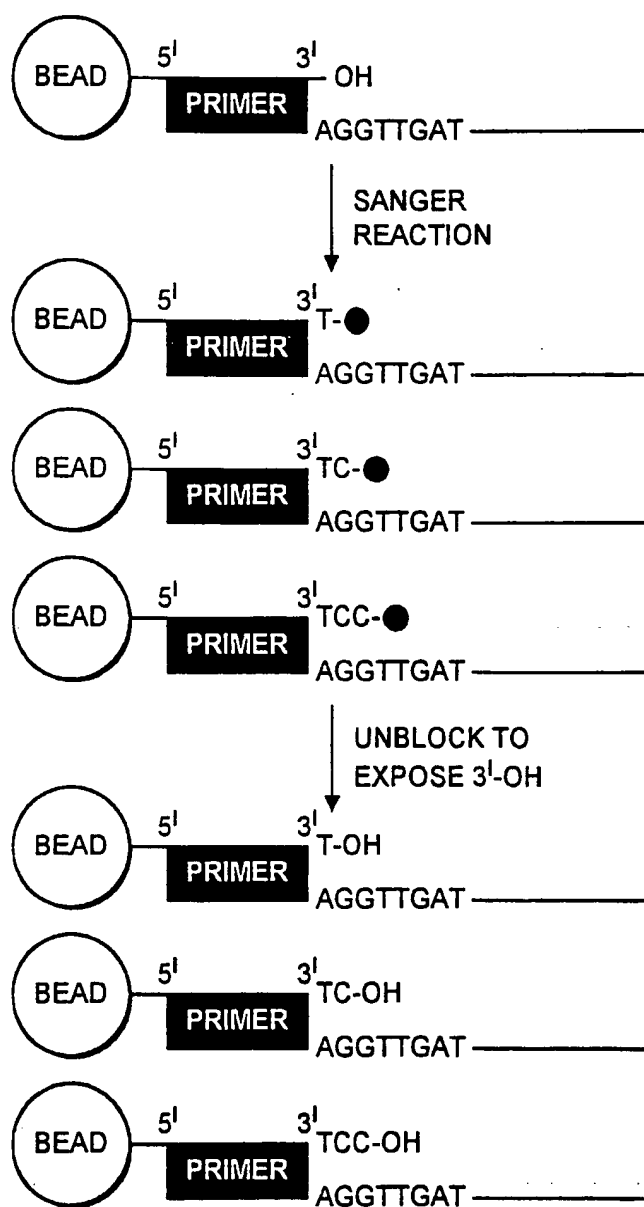 5' 3'
BEAD OH
PRIMER
AGGTTGAT
SANGER
REACTION
5' 3'
BEAD T-
PRIMER
AGGTTGAT
5' 3'
BEAD TC-
PRIMER
AGGTTGAT
5' 3'
BEAD TCC-
PRIMER
AGGTTGAT
UNBLOCK TO
EXPOSE 3'-OH
5' 3'
BEAD T-OH
PRIMER
AGGTTGAT
5' 3'
BEAD TC-OH
PRIMER
AGGTTGAT
5' 3'
BEAD TCC-OH
PRIMER
AGGTTGAT